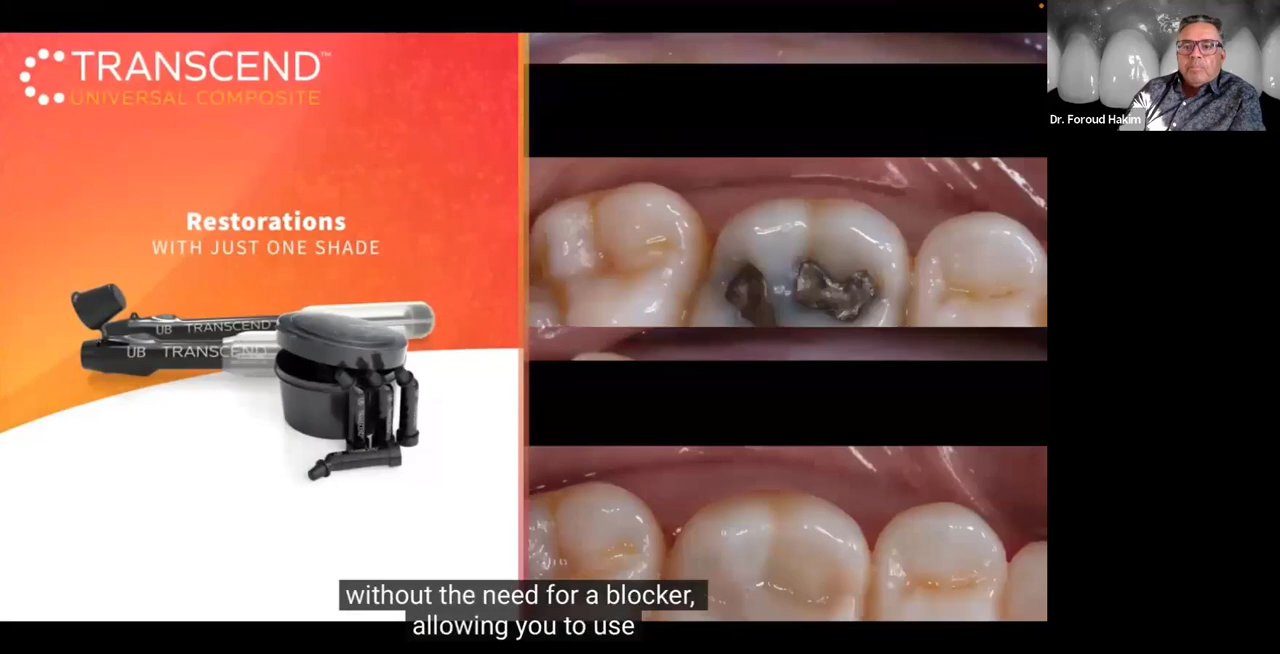 TRANSCEND™
UNIVERSAL COMPOSITE
Restorations
WITH JUST ONE SHADE
UB TRANSCEND
UB TRANSCEND
without the need for a blocker,
allowing you to use
Dr. Foroud Hakim